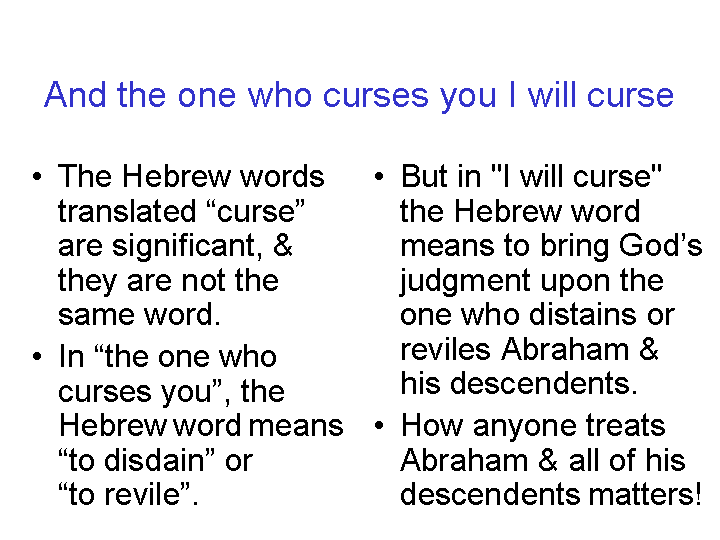 And the one who curses you I will curse
• The Hebrew words
translated “curse”
are significant, &
they are not the
same word.
• In “the one who
curses you”, the
Hebrew word means
“to disdain” or
“to revile”.
• But in "I will curse"
the Hebrew word
means to bring God’s
judgment upon the
one who distains or
reviles Abraham &
his descendents.
• How anyone treats
Abraham & all of his
descendents matters!